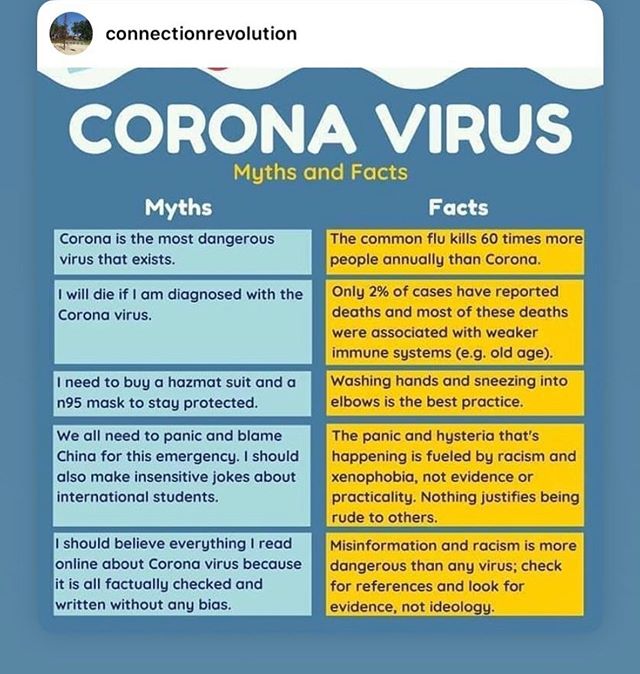 connectionrevolution
CORONA VIRUS
Myths and Facts
Myths
Facts
Corona is the most dangerous
virus that exists.
The common flu kills 60 times more
people annually than Corona.
I will die if I am diagnosed with the
Corona virus.
Only 2% of cases have reported
deaths and most of these deaths
were associated with weaker
immune systems (e.g. old age).
I need to buy a hazmat suit and a
n95 mask to stay protected.
Washing hands and sneezing into
elbows is the best practice.
We all need to panic and blame
China for this emergency. I should
also make insensitive jokes about
international students.
The panic and hysteria that's
happening is fueled by racism and
xenophobia, not evidence or
practicality. Nothing justifies being
rude to others.
I should believe everything I read
online about Corona virus because
it is all factually checked and
written without any bias.
Misinformation and racism is more
dangerous than any virus; check
for references and look for
evidence, not ideology.